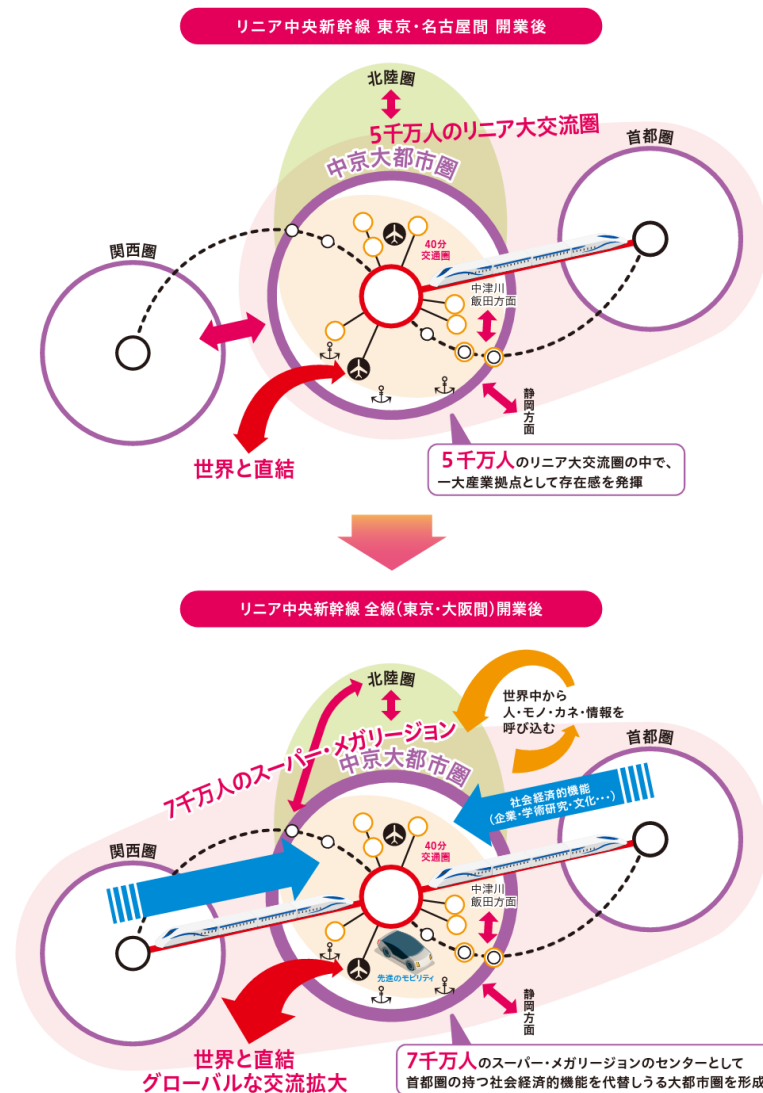 リニア中央新幹線 東京・名古屋間 開業後
北陸圏
5千万人のリニア大交流圏
首都圏
中京大都市圏
40分
交通圏
関西圏
中津川
飯田方面
静岡方面
世界と直結
5千万人のリニア大交流圏の中で、
一大産業拠点として存在感を発揮
リニア中央新幹線 全線(東京・大阪間)開業後
北陸圏
世界中から
人・モノ・カネ・情報を
呼び込む
7千万人のスーパー・メガリージョン
首都圏
中京大都市圏
社会経済的機能
(企業・学術研究・文化・・・)
40分
交通圏
関西圏
中津川
飯田方面
先進のモビリティ
静岡方面
世界と直結
グローバルな交流拡大
7千万人のスーパー・メガリージョンのセンターとして
首都圏の持つ社会経済的機能を代替しうる大都市圏を形成